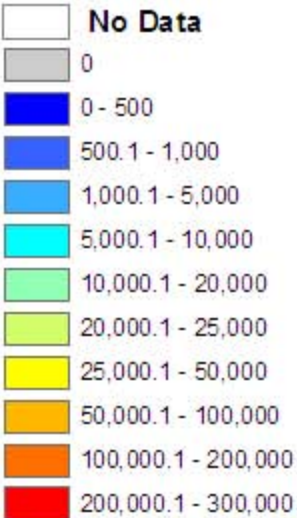 No Data
0
0 - 500
500.1 - 1,000
1,000.1 - 5,000
5,000.1 - 10,000
10,000.1 - 20,000
20,000.1 - 25,000
25,000.1 - 50,000
50,000.1 - 100,000
100,000.1 - 200,000
200,000.1 - 300,000